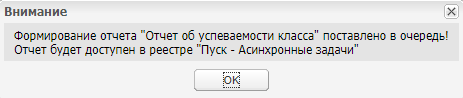 Внимание
Формирование отчета "Отчет об успеваемости класса" поставлено в очередь!
Отчет будет доступен в реестре "Пуск - Асинхронные задачи"
ОК